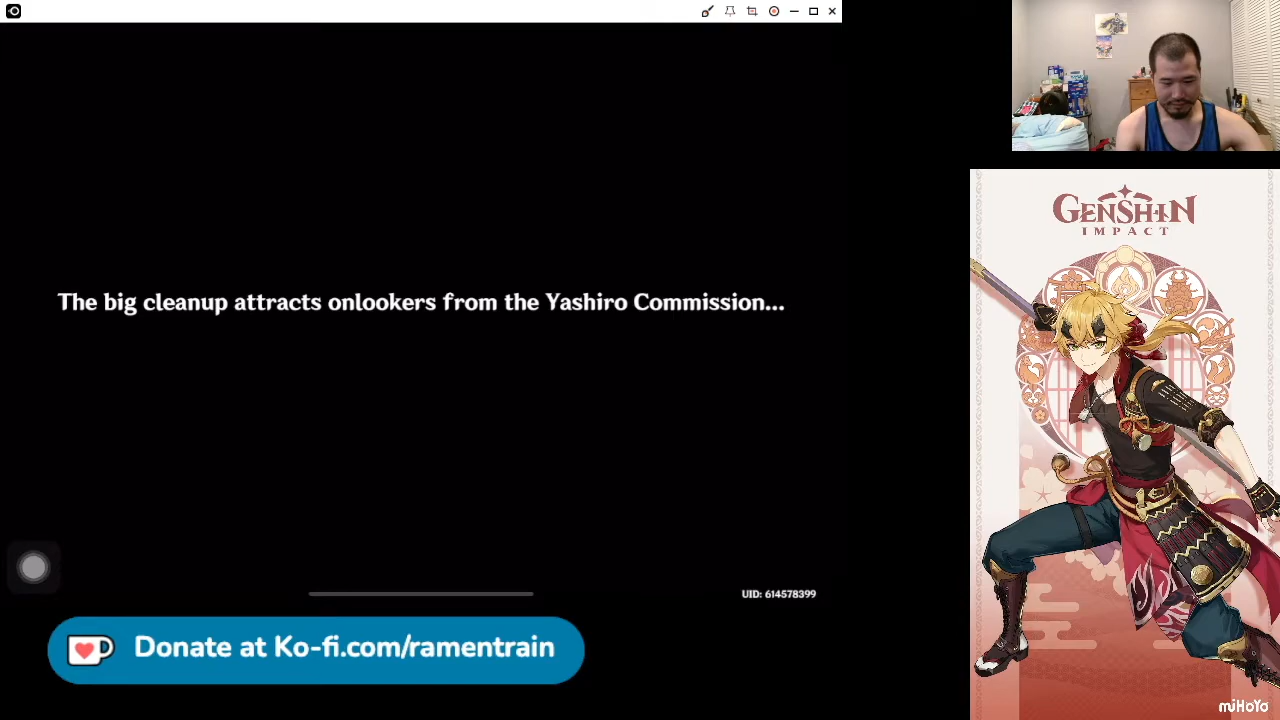 The big cleanup attracts onlookers from the Yashiro Commission...
UID: 614578399
Donate at Ko-fi.com/ramentrain
GENSHIN
IMPACT
miHoYo